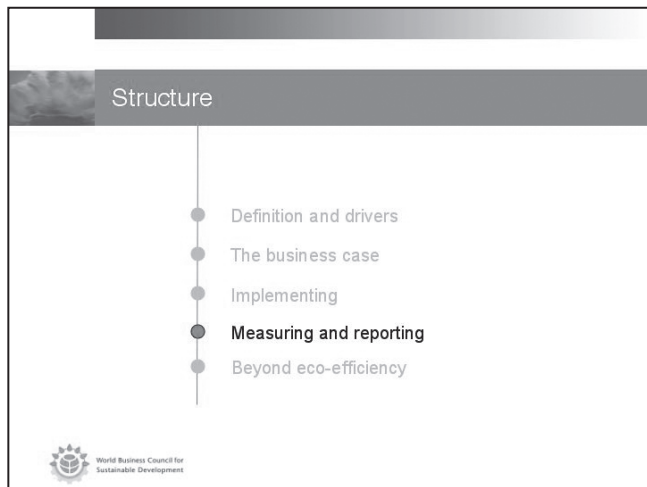 Structure
Definition and drivers
The business case
Implementing
Measuring and reporting
Beyond eco-efficiency
World Business Council for
Sustainable Development